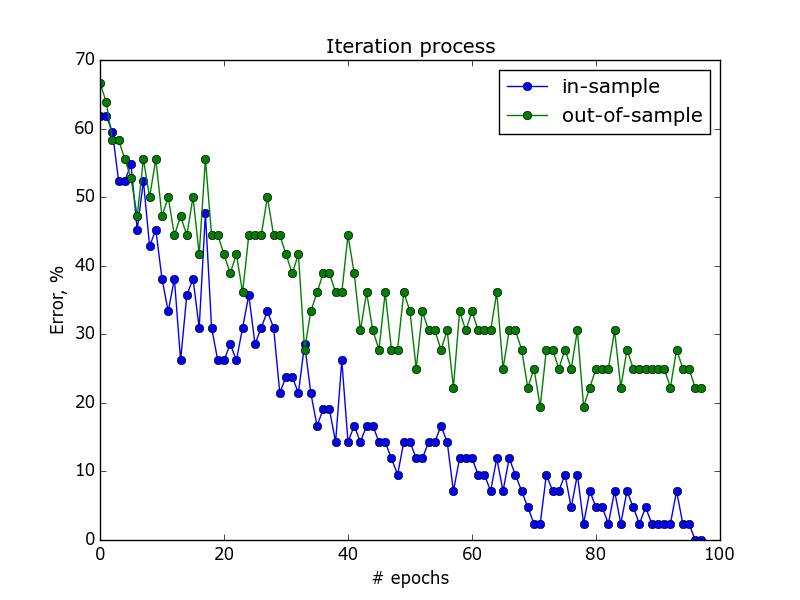 Iteration process
in-sample
out-of-sample
Error, %
70
60
50
40
30
20
10
0
0 20 40 60 80 100
# epochs